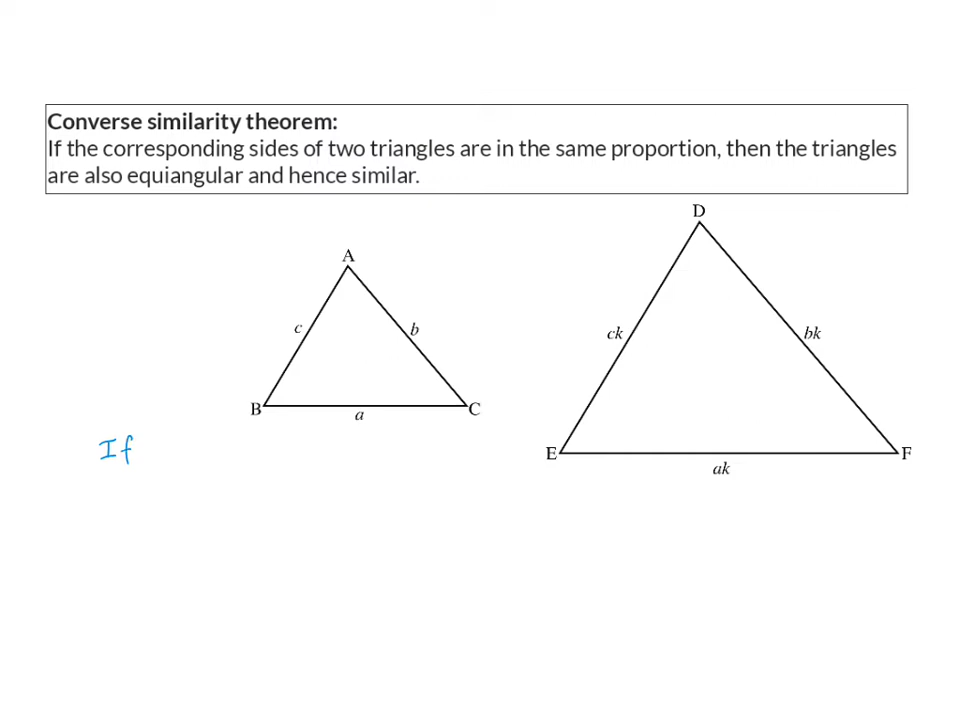 Converse similarity theorem:
If the corresponding sides of two triangles are in the same proportion, then the triangles
are also equiangular and hence similar.
D
A
c
b
ck
bk
B
a
C
If
E
ak
F